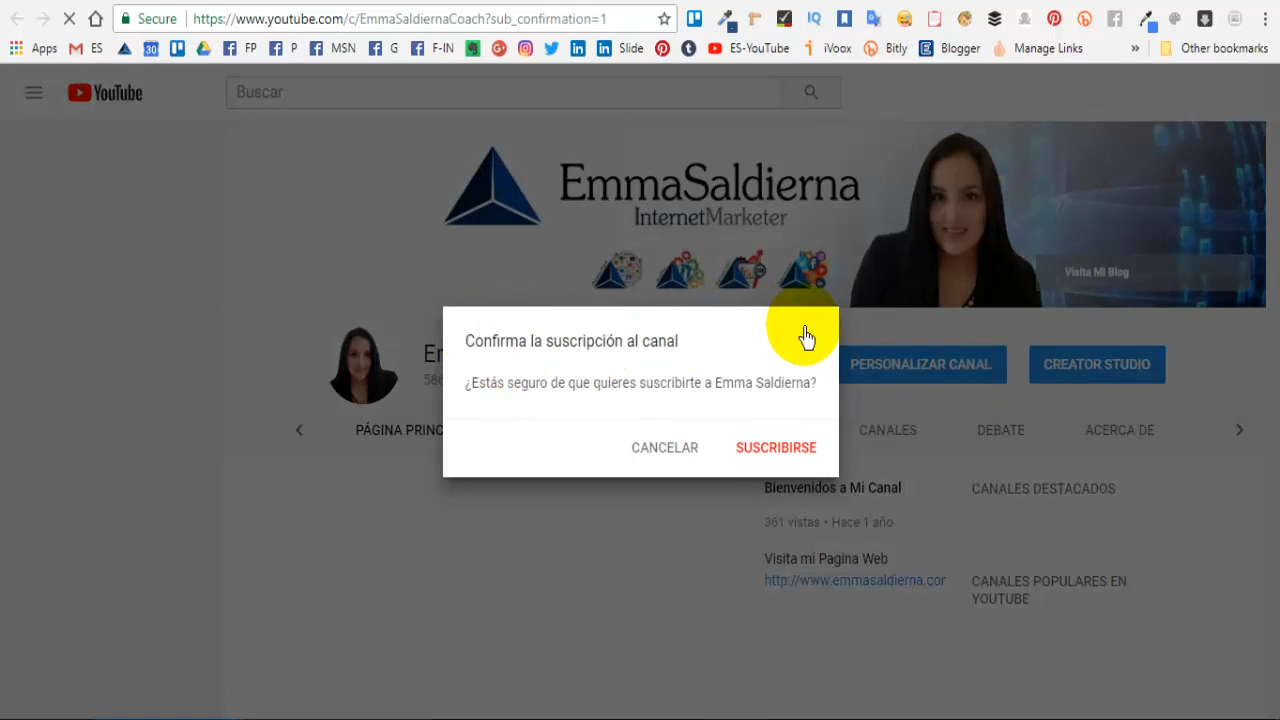 Secure https://www.youtube.com/c/EmmaSaldiernaCoach?sub_confirmation=1
Apps ES FP P MSN G F-IN Slide ES-YouTube iVoox Bitly Blogger Manage Links » Other bookmarks
YouTube Buscar
EmmaSaldierna
InternetMarketer
Visita Mi Blog
Confirma la suscripción al canal
PERSONALIZAR CANAL CREATOR STUDIO
¿Estás seguro de que quieres suscribirte a Emma Saldierna?
PÁGINA PRINC CANALES DEBATE ACERCA DE
CANCELAR SUSCRIBIRSE
Bienvenidos a Mi Canal CANALES DESTACADOS
361 vistas • Hace 1 año
Visita mi Pagina Web
http://www.emmasaldierna.cor CANALES POPULARES EN
YOUTUBE